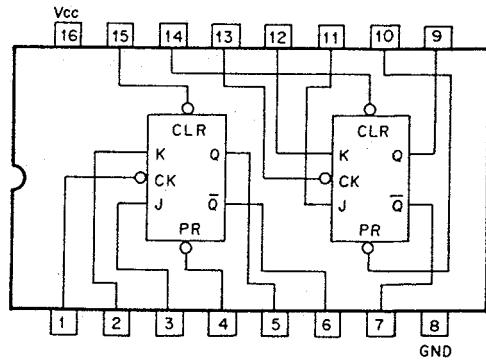 Vcc
16 15 14 13 12 11 10 9
CLR CLR
K Q K Q
CK CK
J Q̅ J Q̅
PR PR
1 2 3 4 5 6 7 8
GND